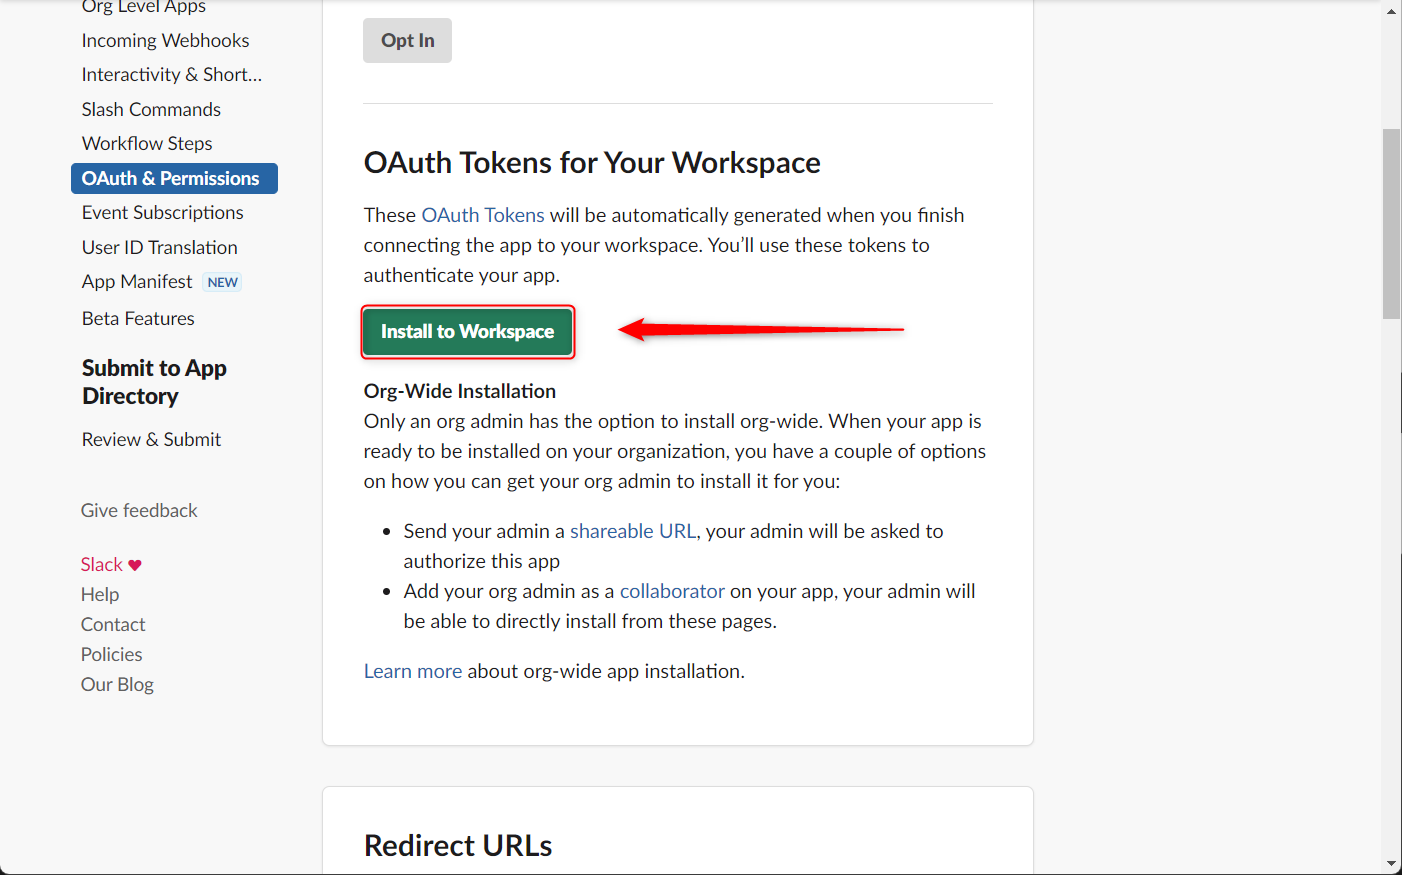 Org Level Apps
Incoming Webhooks
Interactivity & Short...
Slash Commands
Workflow Steps
OAuth & Permissions
Event Subscriptions
User ID Translation
App Manifest NEW
Beta Features
Submit to App
Directory
Review & Submit
Give feedback
Slack ♥
Help
Contact
Policies
Our Blog
Opt In
OAuth Tokens for Your Workspace
These OAuth Tokens will be automatically generated when you finish
connecting the app to your workspace. You’ll use these tokens to
authenticate your app.
Install to Workspace
Org-Wide Installation
Only an org admin has the option to install org-wide. When your app is
ready to be installed on your organization, you have a couple of options
on how you can get your org admin to install it for you:
• Send your admin a shareable URL, your admin will be asked to
authorize this app
• Add your org admin as a collaborator on your app, your admin will
be able to directly install from these pages.
Learn more about org-wide app installation.
Redirect URLs